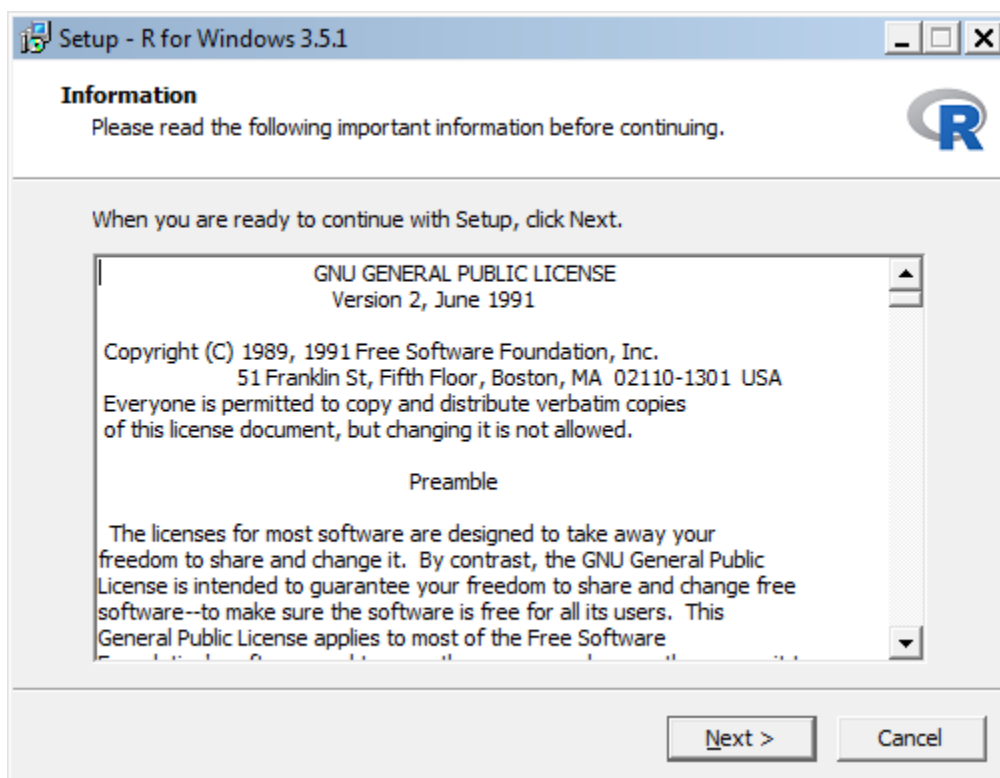 Setup - R for Windows 3.5.1
Information
Please read the following important information before continuing.
R
When you are ready to continue with Setup, click Next.
GNU GENERAL PUBLIC LICENSE
Version 2, June 1991
Copyright (C) 1989, 1991 Free Software Foundation, Inc.
51 Franklin St, Fifth Floor, Boston, MA  02110-1301  USA
Everyone is permitted to copy and distribute verbatim copies
of this license document, but changing it is not allowed.
Preamble
The licenses for most software are designed to take away your
freedom to share and change it.  By contrast, the GNU General Public
License is intended to guarantee your freedom to share and change free
software--to make sure the software is free for all its users.  This
General Public License applies to most of the Free Software
Next >
Cancel